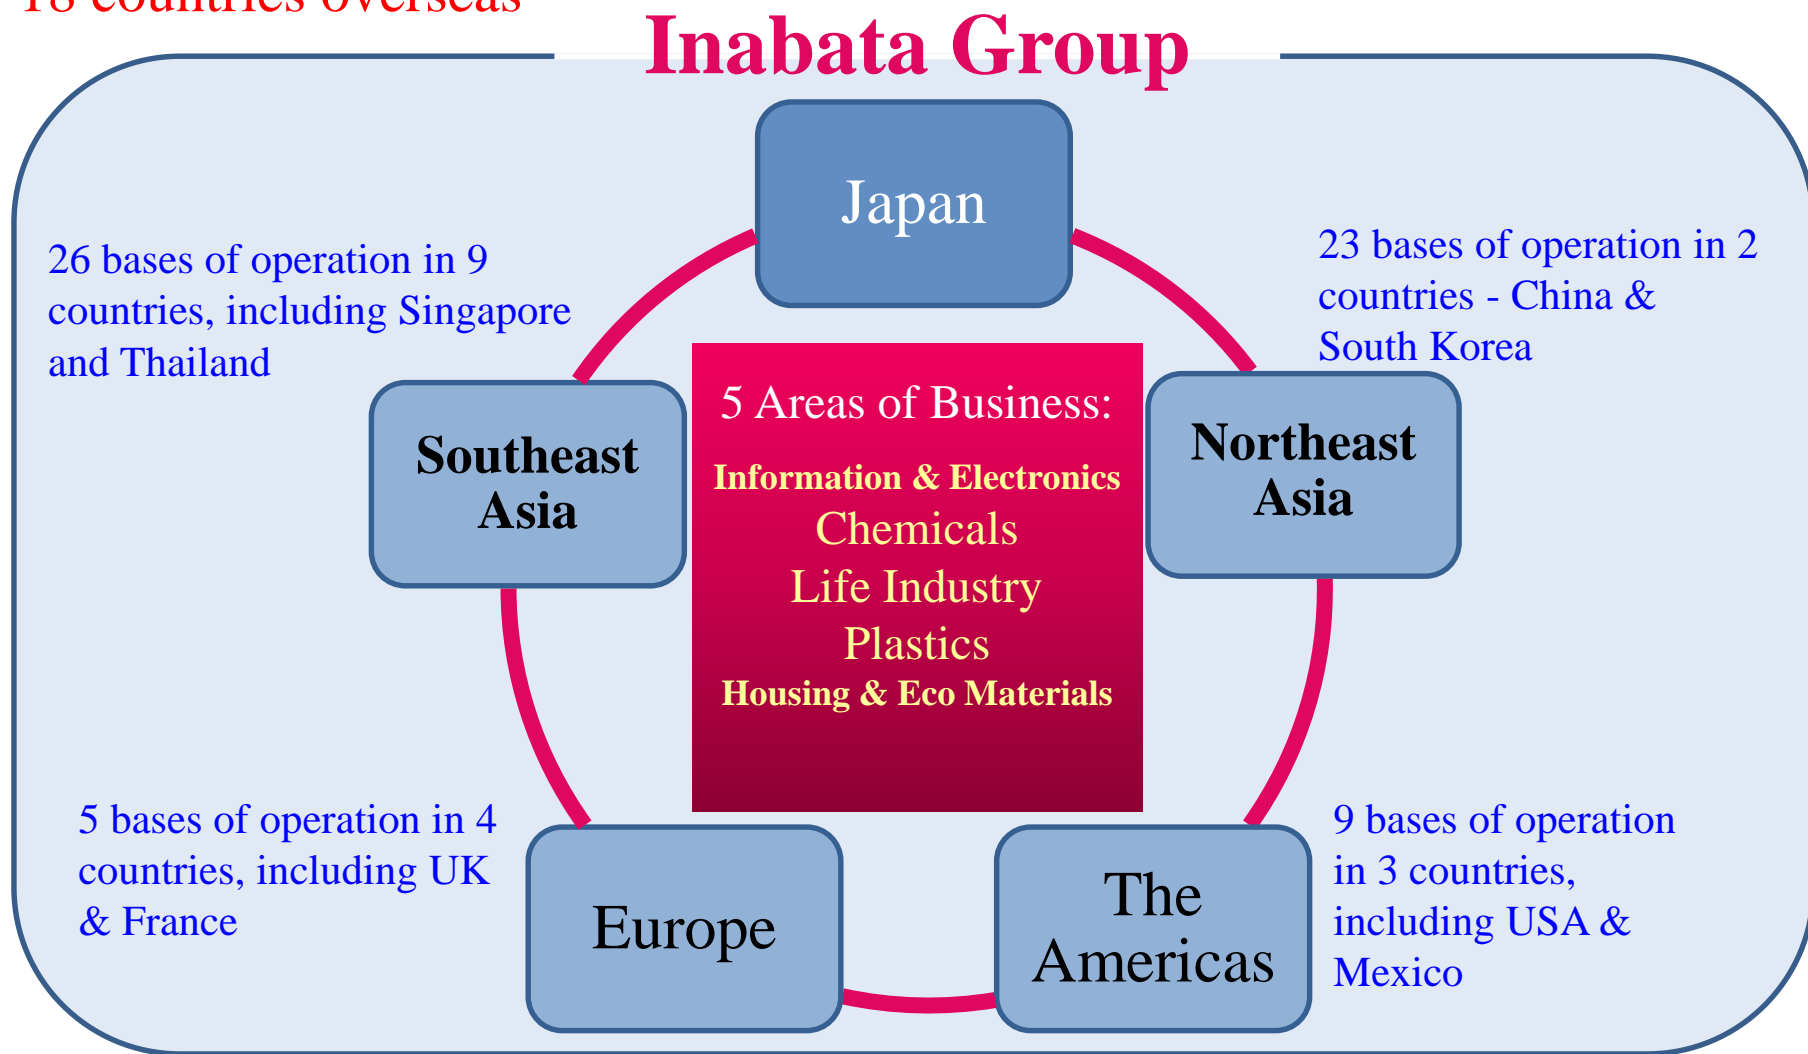 18 countries overseas
Inabata Group
Japan
26 bases of operation in 9
countries, including Singapore
and Thailand
23 bases of operation in 2
countries - China &
South Korea
Southeast
Asia
5 Areas of Business:
Information & Electronics
Chemicals
Life Industry
Plastics
Housing & Eco Materials
Northeast
Asia
5 bases of operation in 4
countries, including UK
& France
Europe
The
Americas
9 bases of operation
in 3 countries,
including USA &
Mexico